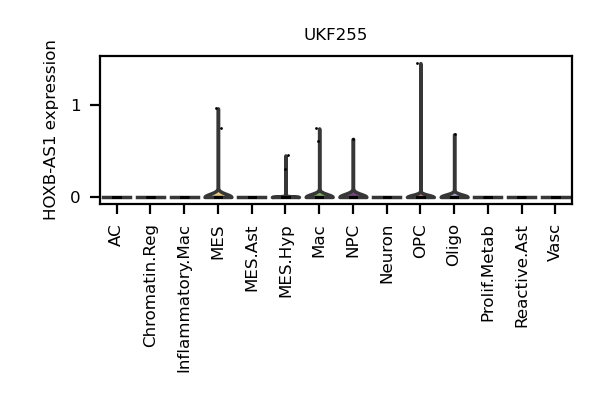 UKF255
HOXB-AS1 expression
1
0
AC
Chromatin.Reg
Inflammatory.Mac
MES
MES.Ast
MES.Hyp
Mac
NPC
Neuron
OPC
Oligo
Prolif.Metab
Reactive.Ast
Vasc